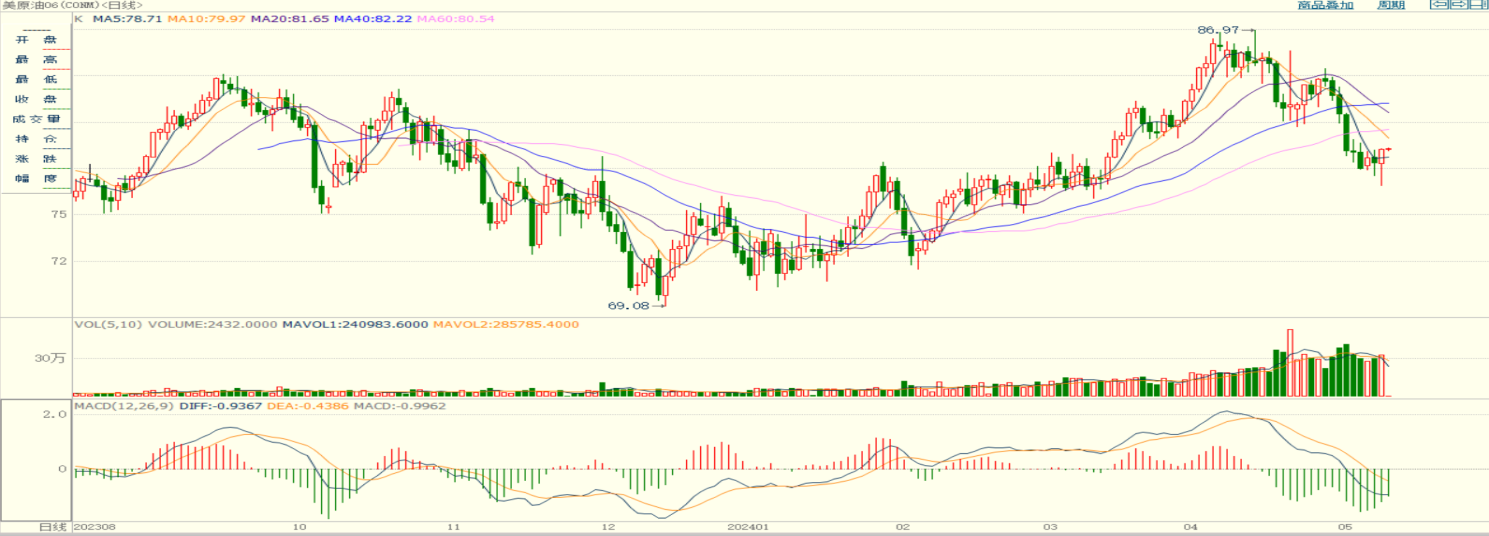 美原油06(CONM)<日线>
商品叠加 周期
K MA5:78.71 MA10:79.97 MA20:81.65 MA40:82.22 MA60:80.54
开盘
最高
最低
收盘
成交量
持仓
涨跌
幅度
86.97
75
72
69.08
VOL(5,10) VOLUME:2432.0000 MAVOL1:240983.6000 MAVOL2:285785.4000
30万
MACD(12,26,9) DIFF:-0.9367 DEA:-0.4386 MACD:-0.9962
2.0
0
日线 202308 10 11 12 202401 02 03 04 05